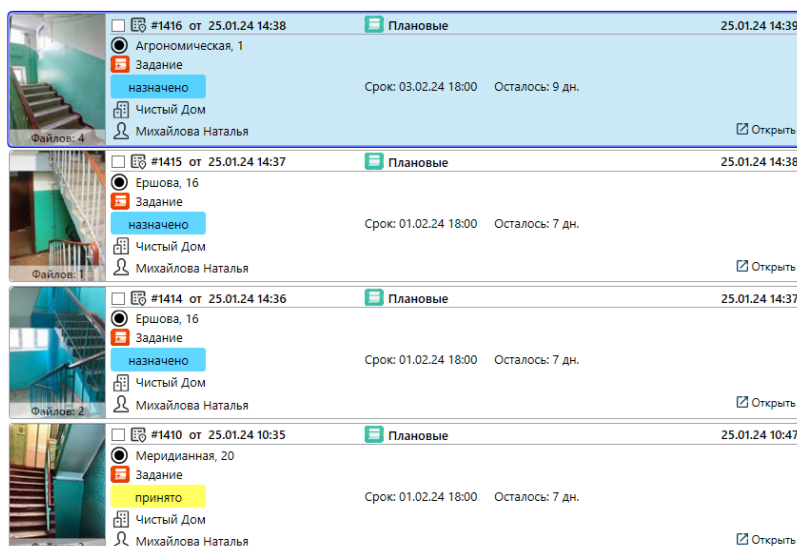 #1416 от 25.01.24 14:38 Плановые 25.01.24 14:39
Агрономическая, 1
Задание
назначено Срок: 03.02.24 18:00 Осталось: 9 дн.
Чистый Дом
Файлов: 4 Михайлова Наталья Открыть
#1415 от 25.01.24 14:37 Плановые 25.01.24 14:38
Ершова, 16
Задание
назначено Срок: 01.02.24 18:00 Осталось: 7 дн.
Чистый Дом
Файлов: 1 Михайлова Наталья Открыть
#1414 от 25.01.24 14:36 Плановые 25.01.24 14:37
Ершова, 16
Задание
назначено Срок: 01.02.24 18:00 Осталось: 7 дн.
Чистый Дом
Файлов: 2 Михайлова Наталья Открыть
#1410 от 25.01.24 10:35 Плановые 25.01.24 10:47
Меридианная, 20
Задание
принято Срок: 01.02.24 18:00 Осталось: 7 дн.
Чистый Дом
Михайлова Наталья Открыть